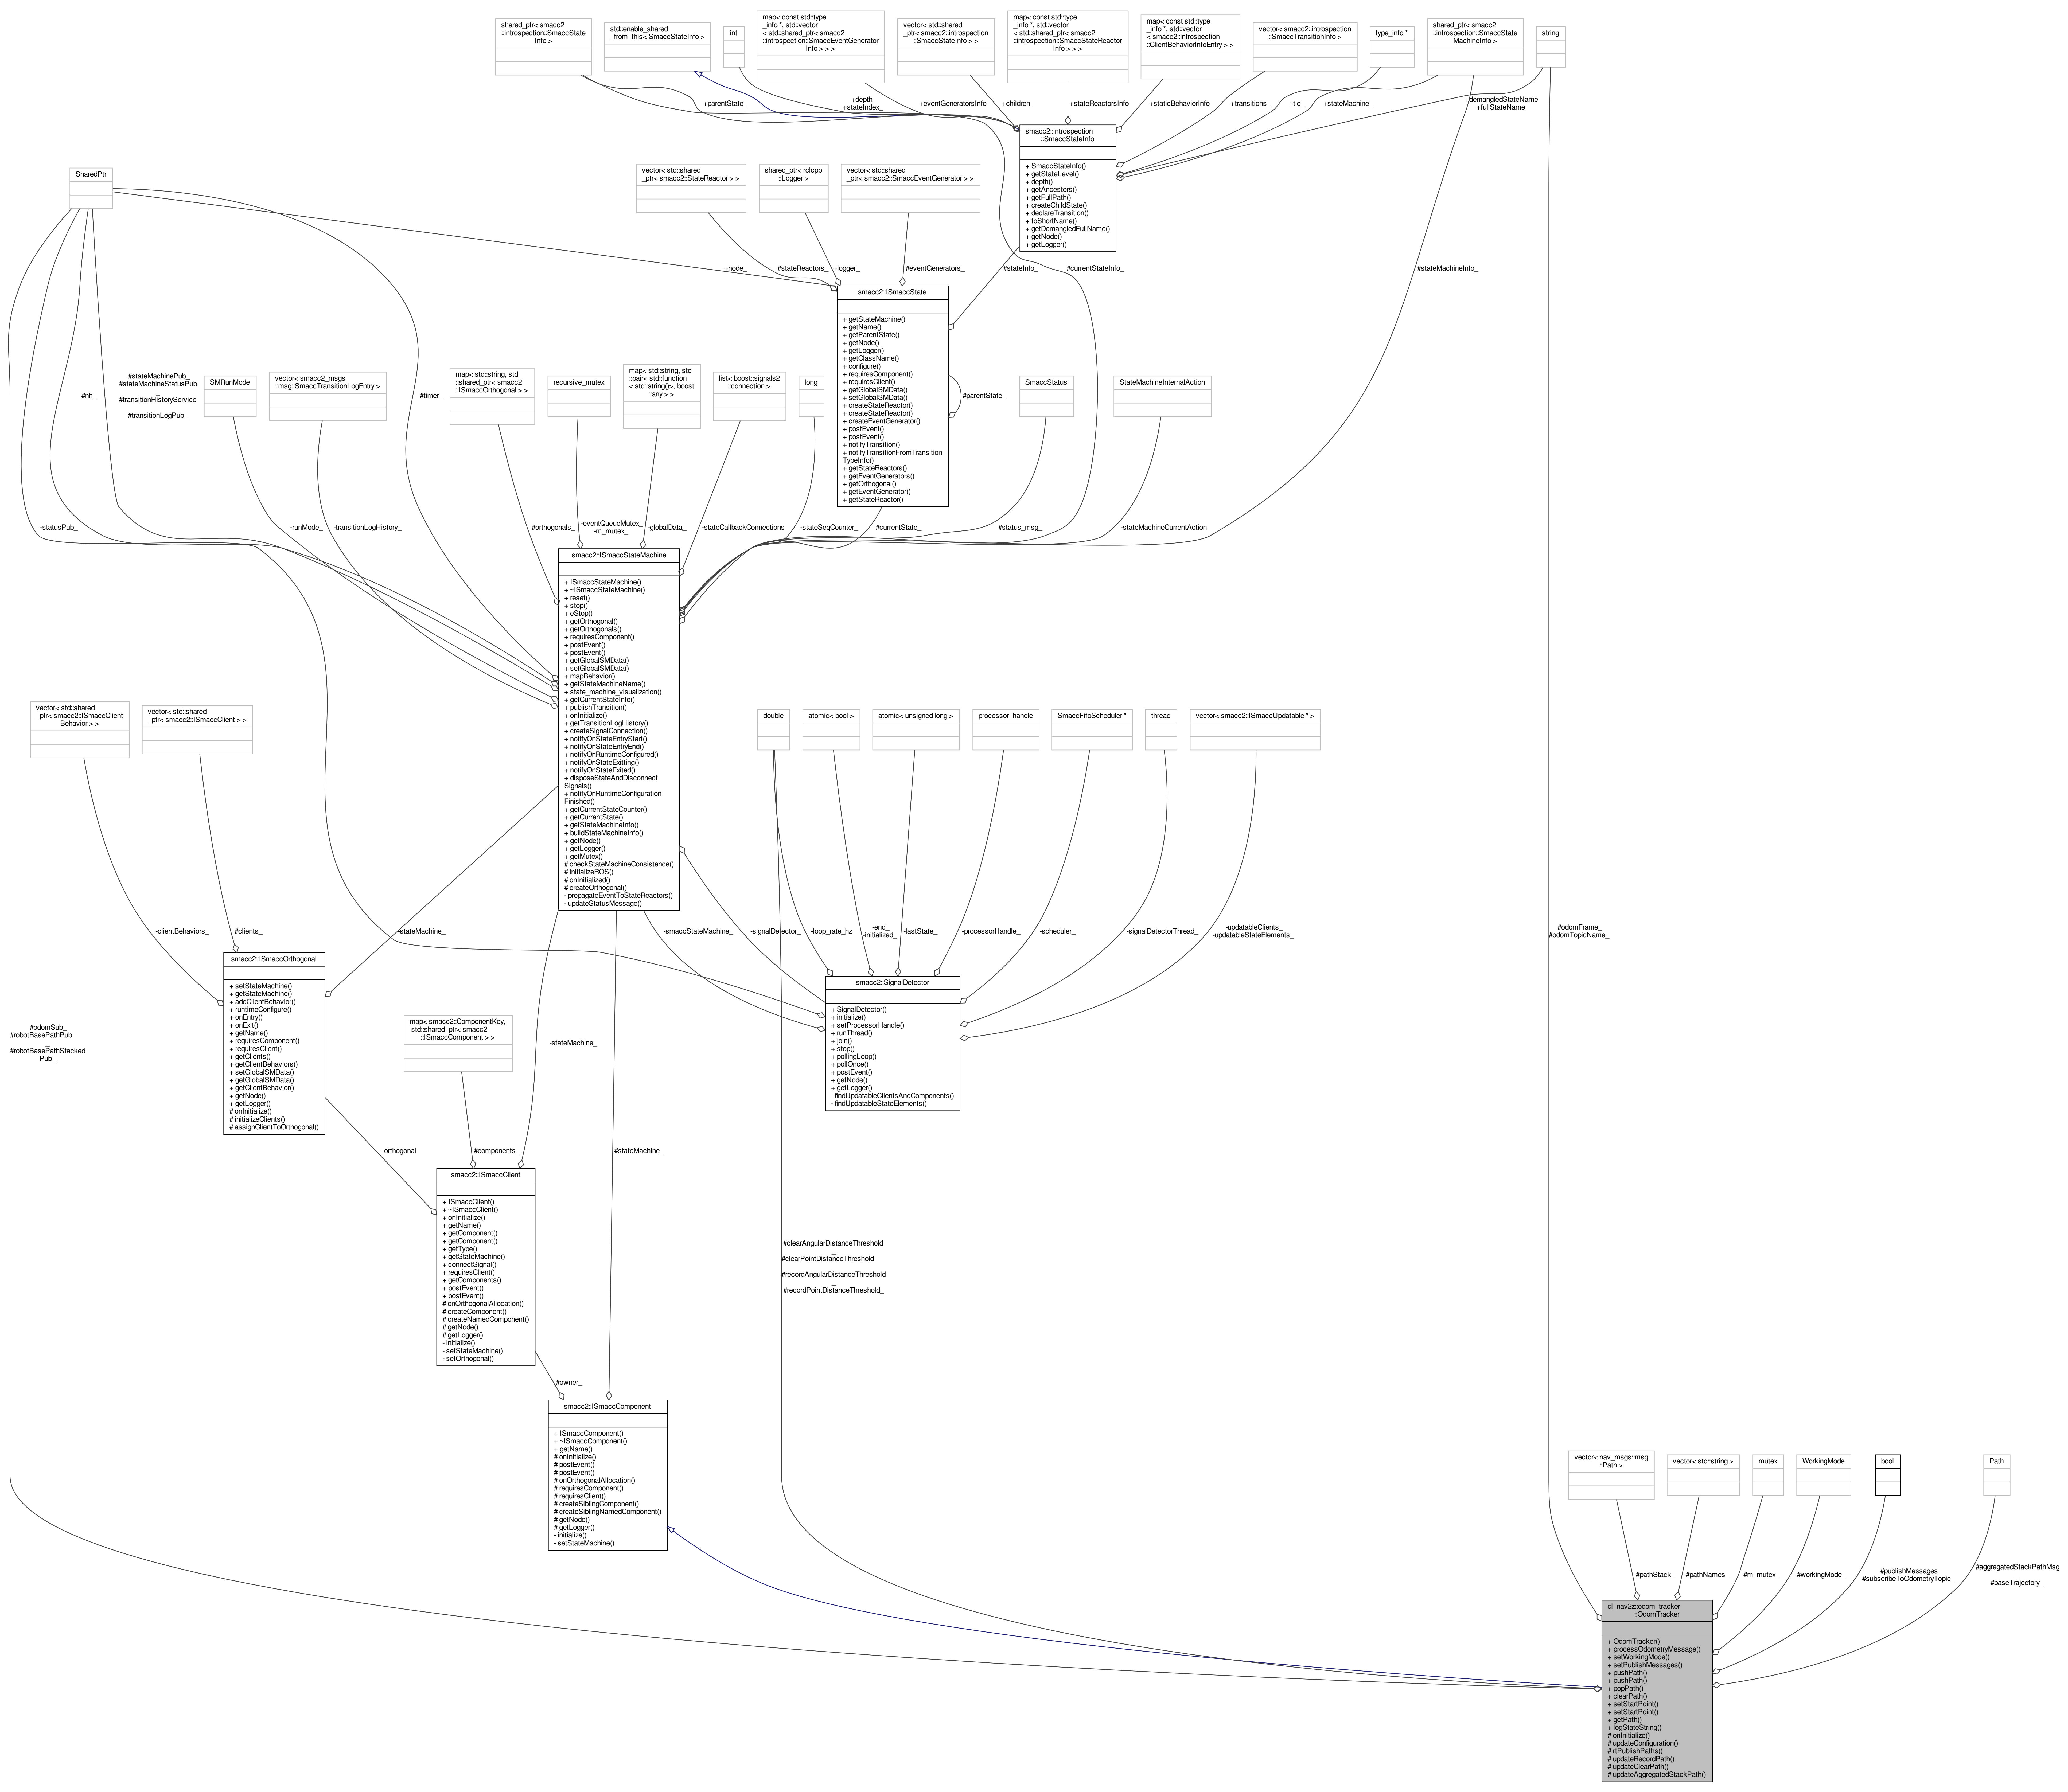 shared_ptr< smacc2
::introspection::SmaccState
Info >
std::enable_shared
_from_this< SmaccStateInfo >
int
map< const std::type
_info *, std::vector
< std::shared_ptr< smacc2
::introspection::SmaccEventGenerator
Info > > >
vector< std::shared
_ptr< smacc2::introspection
::SmaccStateInfo > >
map< const std::type
_info *, std::vector
< std::shared_ptr< smacc2
::introspection::SmaccStateReactor
Info > > >
map< const std::type
_info *, std::vector
< smacc2::introspection
::ClientBehaviorInfoEntry > >
vector< smacc2::introspection
::SmaccTransitionInfo >
type_info *
shared_ptr< smacc2
::introspection::SmaccState
MachineInfo >
string
+parentState_
+depth_
+stateIndex_
+eventGeneratorsInfo
+children_
+stateReactorsInfo
+staticBehaviorInfo
+transitions_
+tid_
+stateMachine_
+demangledStateName
+fullStateName
smacc2::introspection
::SmaccStateInfo
+ SmaccStateInfo()
+ getStateLevel()
+ depth()
+ getAncestors()
+ getFullPath()
+ createChildState()
+ declareTransition()
+ toShortName()
+ getDemangledFullName()
+ getNode()
+ getLogger()
SharedPtr
vector< std::shared
_ptr< smacc2::StateReactor > >
shared_ptr< rclcpp
::Logger >
vector< std::shared
_ptr< smacc2::SmaccEventGenerator > >
+node_
#stateReactors_
+logger_
#eventGenerators_
#stateInfo_
#currentStateInfo_
#stateMachineInfo_
smacc2::ISmaccState
+ getStateMachine()
+ getName()
+ getParentState()
+ getNode()
+ getLogger()
+ getClassName()
+ configure()
+ requiresComponent()
+ requiresClient()
+ getGlobalSMData()
+ setGlobalSMData()
+ createStateReactor()
+ createStateReactor()
+ createEventGenerator()
+ postEvent()
+ postEvent()
+ notifyTransition()
+ notifyTransitionFromTransition
TypeInfo()
+ getStateReactors()
+ getEventGenerators()
+ getOrthogonal()
+ getEventGenerator()
+ getStateReactor()
#parentState_
#nh_
#stateMachinePub_
#stateMachineStatusPub
_
#transitionHistoryService
_
#transitionLogPub_
SMRunMode
vector< smacc2_msgs
::msg::SmaccTransitionLogEntry >
#timer_
map< std::string, std
::shared_ptr< smacc2
::ISmaccOrthogonal > >
recursive_mutex
map< std::string, std
::pair< std::function
< std::string()>, boost
::any > >
list< boost::signals2
::connection >
long
SmaccStatus
StateMachineInternalAction
-statusPub_
-runMode_
-transitionLogHistory_
#orthogonals_
-eventQueueMutex_
-m_mutex_
-globalData_
-stateCallbackConnections
-stateSeqCounter_
#currentState_
#status_msg_
-stateMachineCurrentAction
smacc2::ISmaccStateMachine
+ ISmaccStateMachine()
+ ~ISmaccStateMachine()
+ reset()
+ stop()
+ eStop()
+ getOrthogonal()
+ getOrthogonals()
+ requiresComponent()
+ postEvent()
+ postEvent()
+ getGlobalSMData()
+ setGlobalSMData()
+ mapBehavior()
+ getStateMachineName()
+ state_machine_visualization()
+ getCurrentStateInfo()
+ publishTransition()
+ onInitialize()
+ getTransitionLogHistory()
+ createSignalConnection()
+ notifyOnStateEntryStart()
+ notifyOnStateEntryEnd()
+ notifyOnRuntimeConfigured()
+ notifyOnStateExitting()
+ notifyOnStateExited()
+ disposeStateAndDisconnect
Signals()
+ notifyOnRuntimeConfiguration
Finished()
+ getCurrentStateCounter()
+ getCurrentState()
+ getStateMachineInfo()
+ buildStateMachineInfo()
+ getNode()
+ getLogger()
+ getMutex()
# checkStateMachineConsistence()
# initializeROS()
# onInitialized()
# createOrthogonal()
- propagateEventToStateReactors()
- updateStatusMessage()
vector< std::shared
_ptr< smacc2::ISmaccClient
Behavior > >
vector< std::shared
_ptr< smacc2::ISmaccClient > >
double
atomic< bool >
atomic< unsigned long >
processor_handle
SmaccFifoScheduler *
thread
vector< smacc2::ISmaccUpdatable * >
-clientBehaviors_
#clients_
-stateMachine_
-smaccStateMachine_
-signalDetector_
-loop_rate_hz
-end_
-initialized_
-lastState_
-processorHandle_
-scheduler_
-signalDetectorThread_
-updatableClients_
-updatableStateElements_
#odomFrame_
#odomTopicName_
smacc2::ISmaccOrthogonal
+ setStateMachine()
+ getStateMachine()
+ addClientBehavior()
+ runtimeConfigure()
+ onEntry()
+ onExit()
+ getName()
+ requiresComponent()
+ requiresClient()
+ getClients()
+ getClientBehaviors()
+ setGlobalSMData()
+ getGlobalSMData()
+ getClientBehavior()
+ getNode()
+ getLogger()
# onInitialize()
# initializeClients()
# assignClientToOrthogonal()
smacc2::SignalDetector
+ SignalDetector()
+ initialize()
+ setProcessorHandle()
+ runThread()
+ join()
+ stop()
+ pollingLoop()
+ pollOnce()
+ postEvent()
+ getNode()
+ getLogger()
- findUpdatableClientsAndComponents()
- findUpdatableStateElements()
#odomSub_
#robotBasePathPub
_
#robotBasePathStacked
Pub_
map< smacc2::ComponentKey,
std::shared_ptr< smacc2
::ISmaccComponent > >
-stateMachine_
-orthogonal_
#components_
#stateMachine_
smacc2::ISmaccClient
+ ISmaccClient()
+ ~ISmaccClient()
+ onInitialize()
+ getName()
+ getComponent()
+ getComponent()
+ getType()
+ getStateMachine()
+ connectSignal()
+ requiresClient()
+ getComponents()
+ postEvent()
+ postEvent()
# onOrthogonalAllocation()
# createComponent()
# createNamedComponent()
# getNode()
# getLogger()
- initialize()
- setStateMachine()
- setOrthogonal()
#clearAngularDistanceThreshold
_
#clearPointDistanceThreshold
_
#recordAngularDistanceThreshold
_
#recordPointDistanceThreshold_
#owner_
smacc2::ISmaccComponent
+ ISmaccComponent()
+ ~ISmaccComponent()
+ getName()
# onInitialize()
# postEvent()
# postEvent()
# onOrthogonalAllocation()
# requiresComponent()
# requiresClient()
# createSiblingComponent()
# createSiblingNamedComponent()
# getNode()
# getLogger()
- initialize()
- setStateMachine()
vector< nav_msgs::msg
::Path >
vector< std::string >
mutex
WorkingMode
bool
Path
#pathStack_
#pathNames_
#m_mutex_
#workingMode_
#publishMessages
#subscribeToOdometryTopic_
#aggregatedStackPathMsg
_
#baseTrajectory_
cl_nav2z::odom_tracker
::OdomTracker
+ OdomTracker()
+ processOdometryMessage()
+ setWorkingMode()
+ setPublishMessages()
+ pushPath()
+ pushPath()
+ popPath()
+ clearPath()
+ setStartPoint()
+ setStartPoint()
+ getPath()
+ logStateString()
# onInitialize()
# updateConfiguration()
# rtPublishPaths()
# updateRecordPath()
# updateClearPath()
# updateAggregatedStackPath()